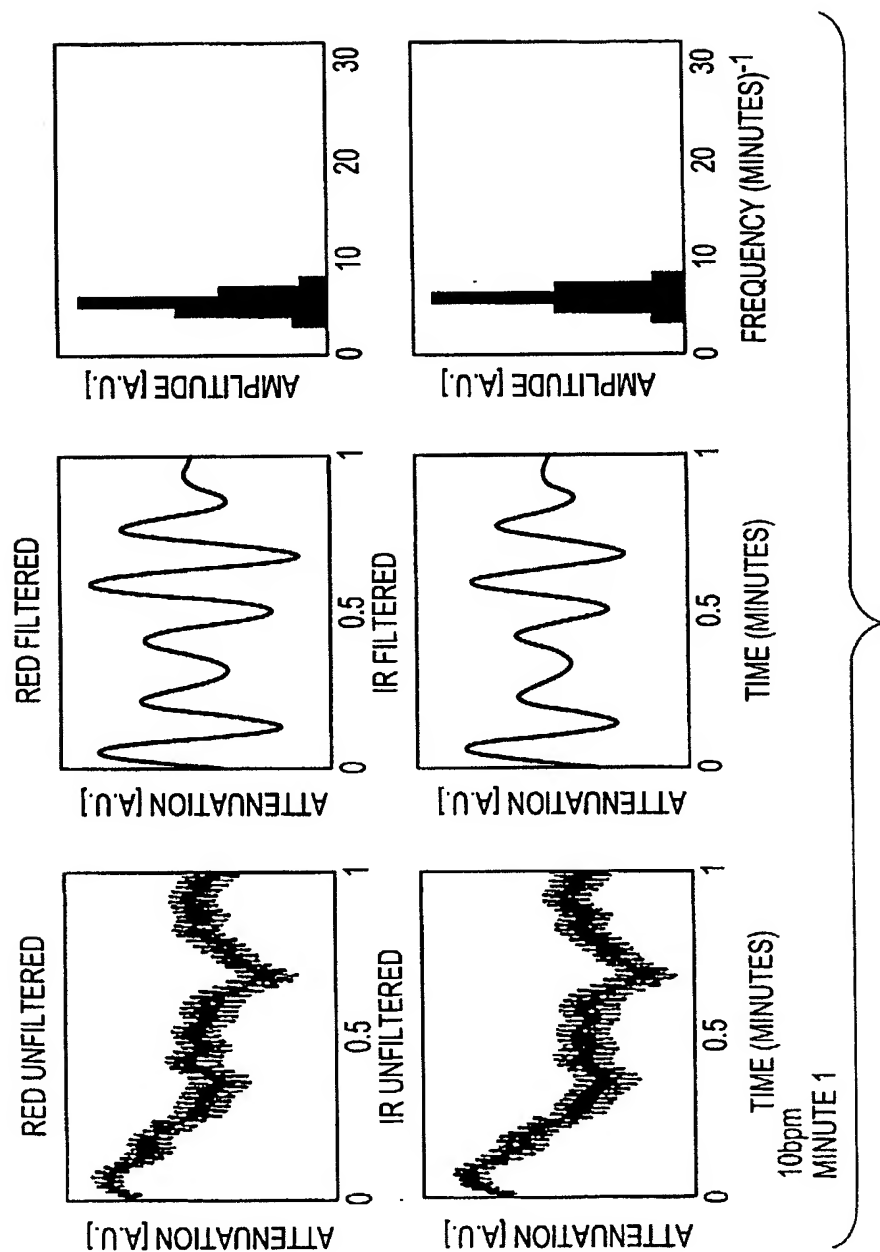 RED UNFILTERED
ATTENUATION [A.U.]
0
0.5
1
IR UNFILTERED
ATTENUATION [A.U.]
0
0.5
1
TIME (MINUTES)
10bpm
MINUTE 1
RED FILTERED
ATTENUATION [A.U.]
0
0.5
1
IR FILTERED
ATTENUATION [A.U.]
0
0.5
1
TIME (MINUTES)
AMPLITUDE [A.U.]
0
10
20
30
AMPLITUDE [A.U.]
0
10
20
30
FREQUENCY (MINUTES)⁻¹